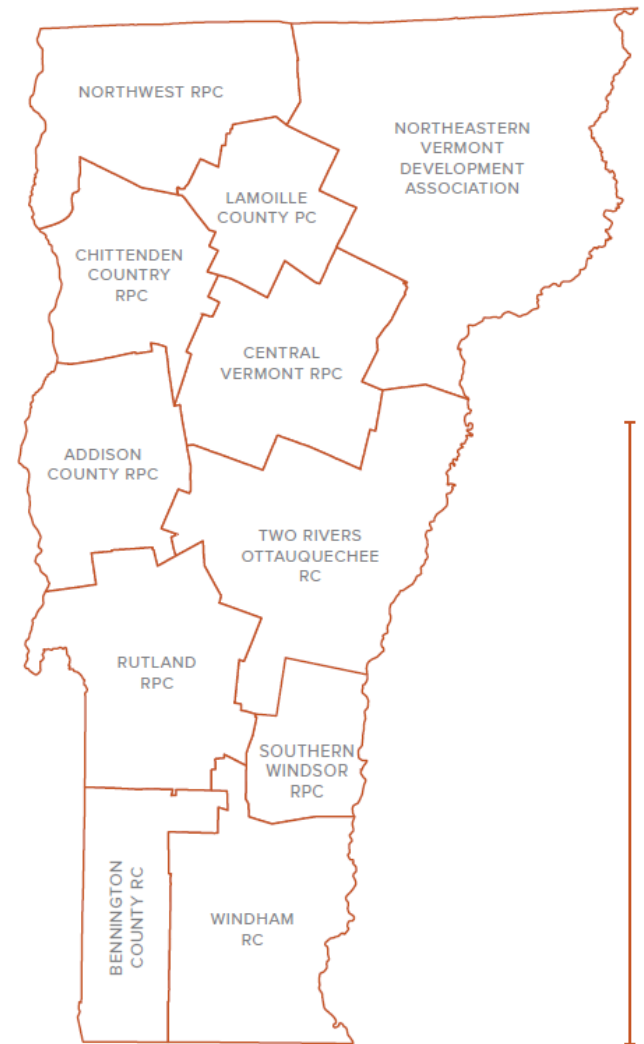 NORTHWEST RPC
NORTHEASTERN
VERMONT
DEVELOPMENT
ASSOCIATION
LAMOILLE
COUNTY PC
CHITTENDEN
COUNTRY
RPC
CENTRAL
VERMONT RPC
ADDISON
COUNTY RPC
TWO RIVERS
OTTAUQUECHEE
RC
RUTLAND
RPC
SOUTHERN
WINDSOR
RPC
BENNINGTON
COUNTY RC
WINDHAM
RC